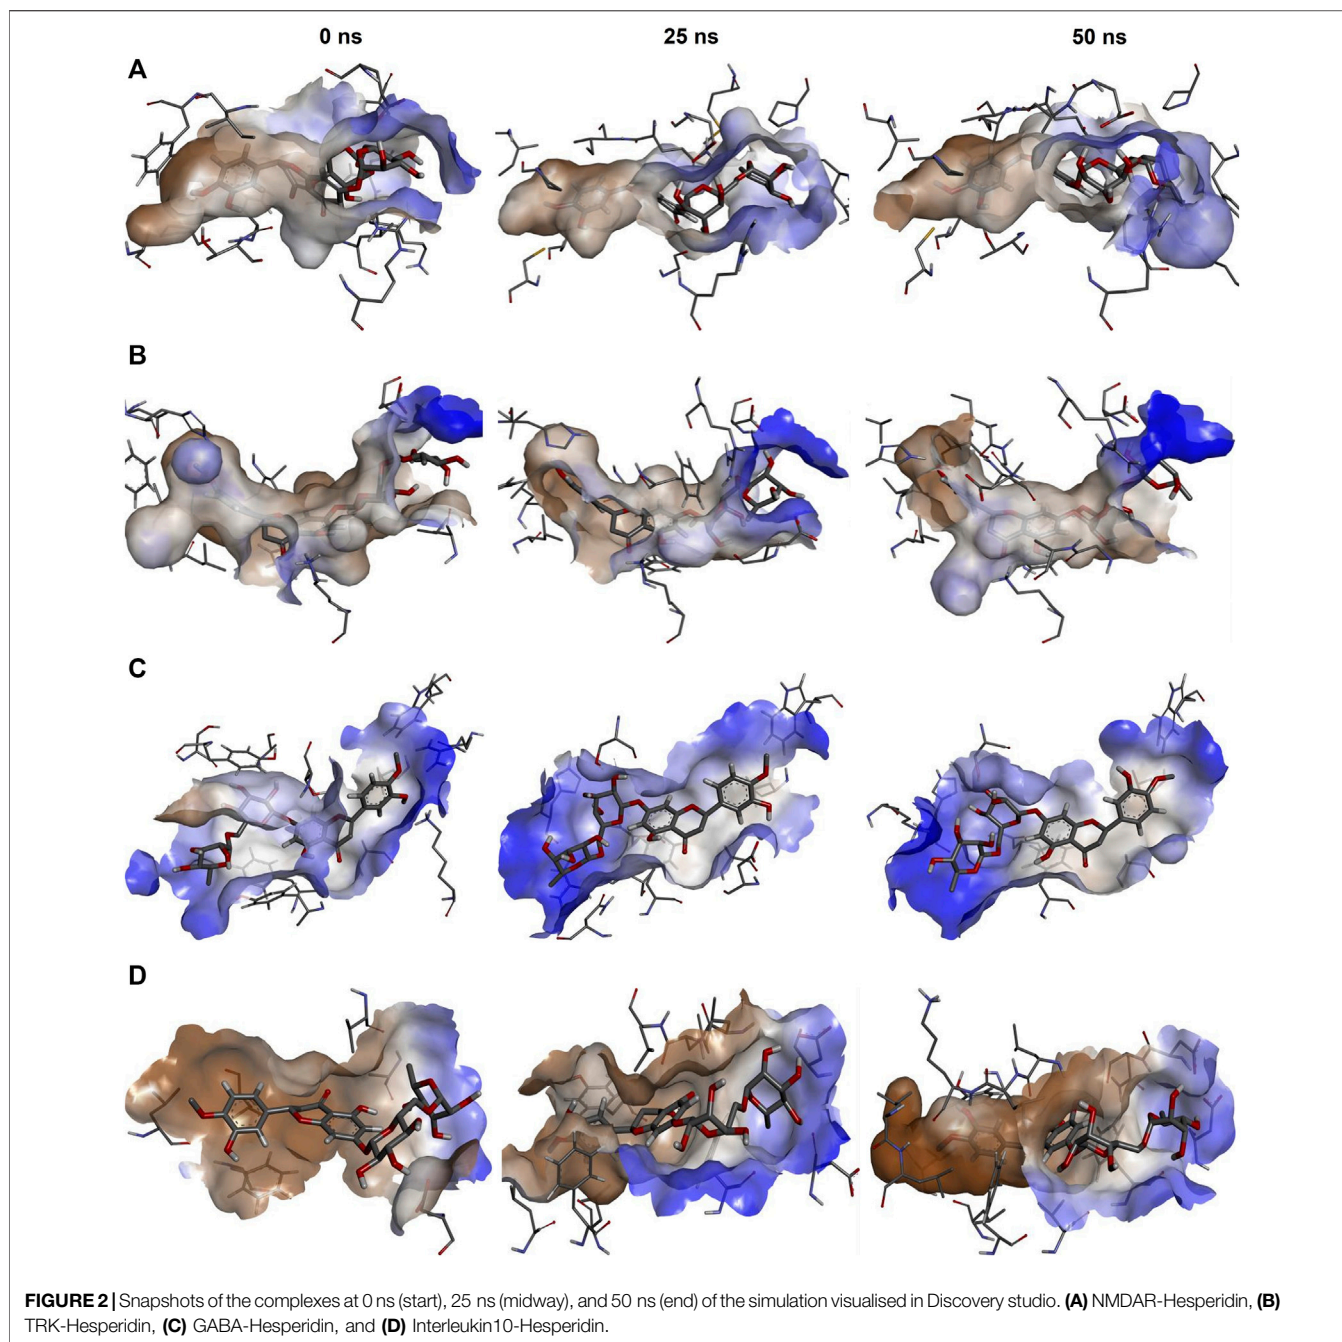 0 ns 25 ns 50 ns
A
B
C
D
FIGURE 2 | Snapshots of the complexes at 0 ns (start), 25 ns (midway), and 50 ns (end) of the simulation visualised in Discovery studio. (A) NMDAR-Hesperidin, (B)
TRK-Hesperidin, (C) GABA-Hesperidin, and (D) Interleukin10-Hesperidin.